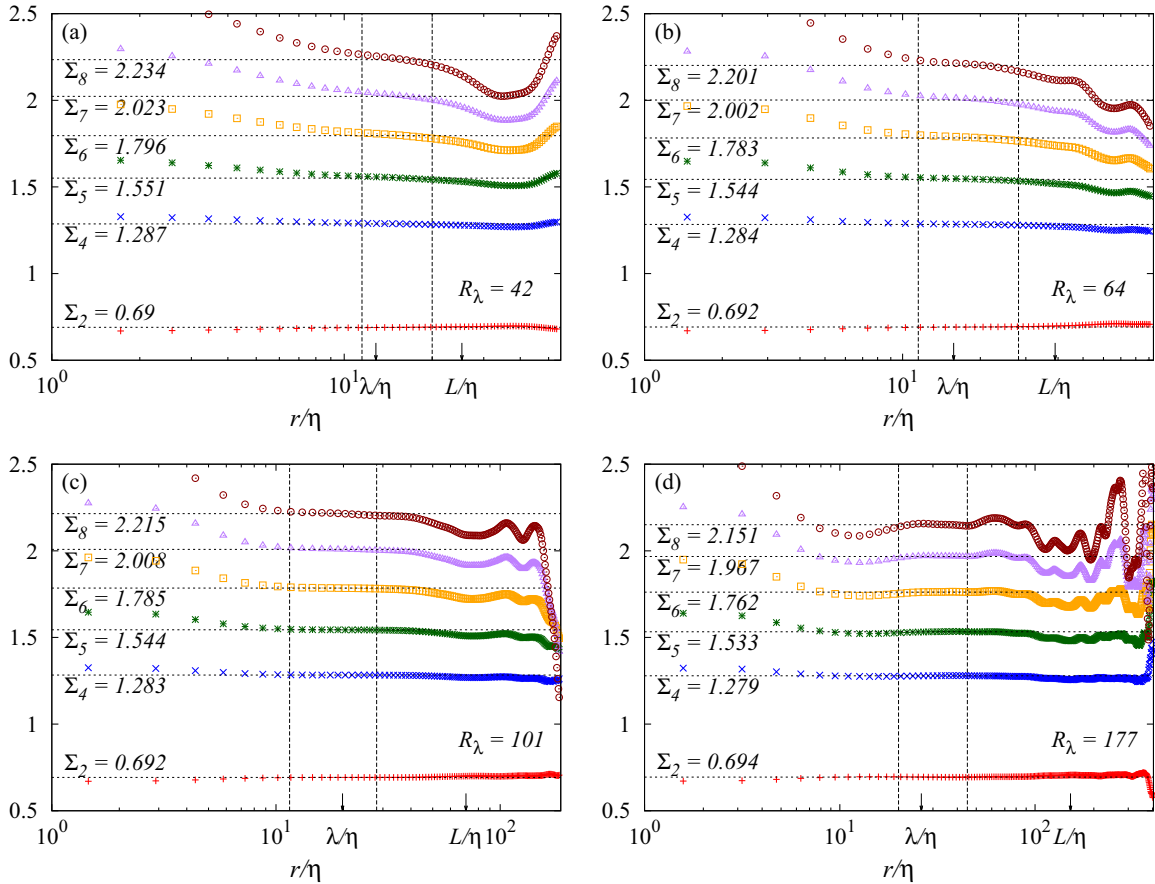 (a)
2.5
2
1.5
1
0.5
Σ8 = 2.234
Σ7 = 2.023
Σ6 = 1.796
Σ5 = 1.551
Σ4 = 1.287
Rλ = 42
Σ2 = 0.69
10^0 10^1 λ/η L/η
r/η
(b)
2.5
2
1.5
1
0.5
Σ8 = 2.201
Σ7 = 2.002
Σ6 = 1.783
Σ5 = 1.544
Σ4 = 1.284
Rλ = 64
Σ2 = 0.692
10^0 10^1 λ/η L/η
r/η
(c)
2.5
2
1.5
1
0.5
Σ8 = 2.215
Σ7 = 2.008
Σ6 = 1.785
Σ5 = 1.544
Σ4 = 1.283
Rλ = 101
Σ2 = 0.692
10^0 10^1 λ/η L/η 10^2
r/η
(d)
2.5
2
1.5
1
0.5
Σ8 = 2.151
Σ7 = 1.967
Σ6 = 1.762
Σ5 = 1.533
Σ4 = 1.279
Rλ = 177
Σ2 = 0.694
10^0 10^1 λ/η 10^2 L/η
r/η